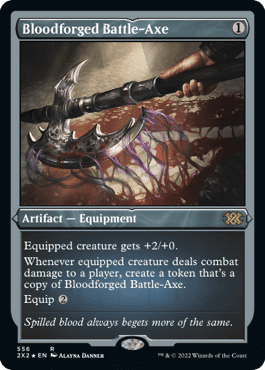 Bloodforged Battle-Axe 1
Artifact — Equipment
Equipped creature gets +2/+0.
Whenever equipped creature deals combat
damage to a player, create a token that's a
copy of Bloodforged Battle-Axe.
Equip 2
Spilled blood always begets more of the same.
556 R
2X2 ★ EN ALAYNA DANNER ™ & © 2022 Wizards of the Coast